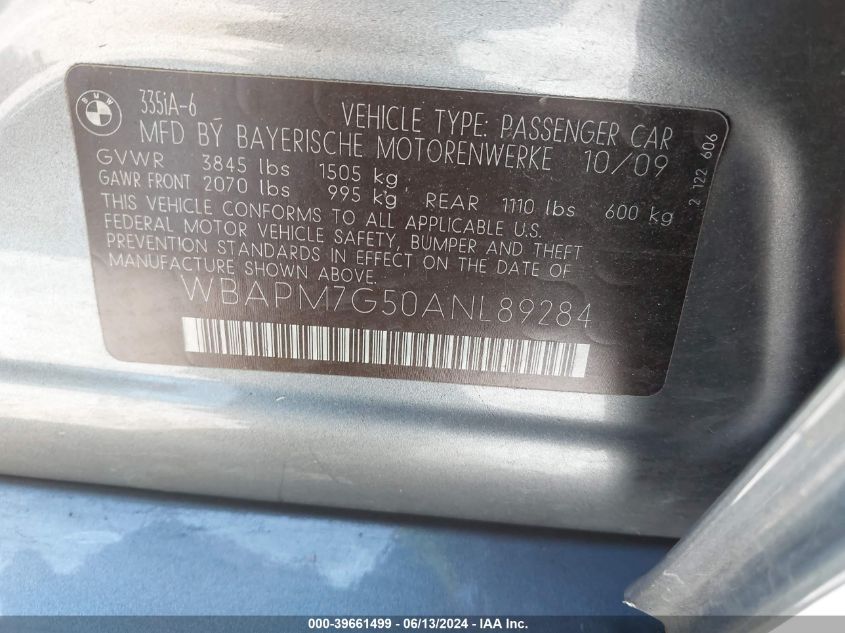 BMW
335iA-6
VEHICLE TYPE: PASSENGER CAR
MFD BY BAYERISCHE MOTORENWERKE 10/09
GVWR 3845 lbs 1505 kg
GAWR FRONT 2070 lbs 995 kg REAR 1110 lbs 600 kg
THIS VEHICLE CONFORMS TO ALL APPLICABLE U.S.
FEDERAL MOTOR VEHICLE SAFETY, BUMPER AND THEFT
PREVENTION STANDARDS IN EFFECT ON THE DATE OF
MANUFACTURE SHOWN ABOVE.
WBAPM7G50ANL89284
2 122 606
000-39661499 - 06/13/2024 - IAA Inc.